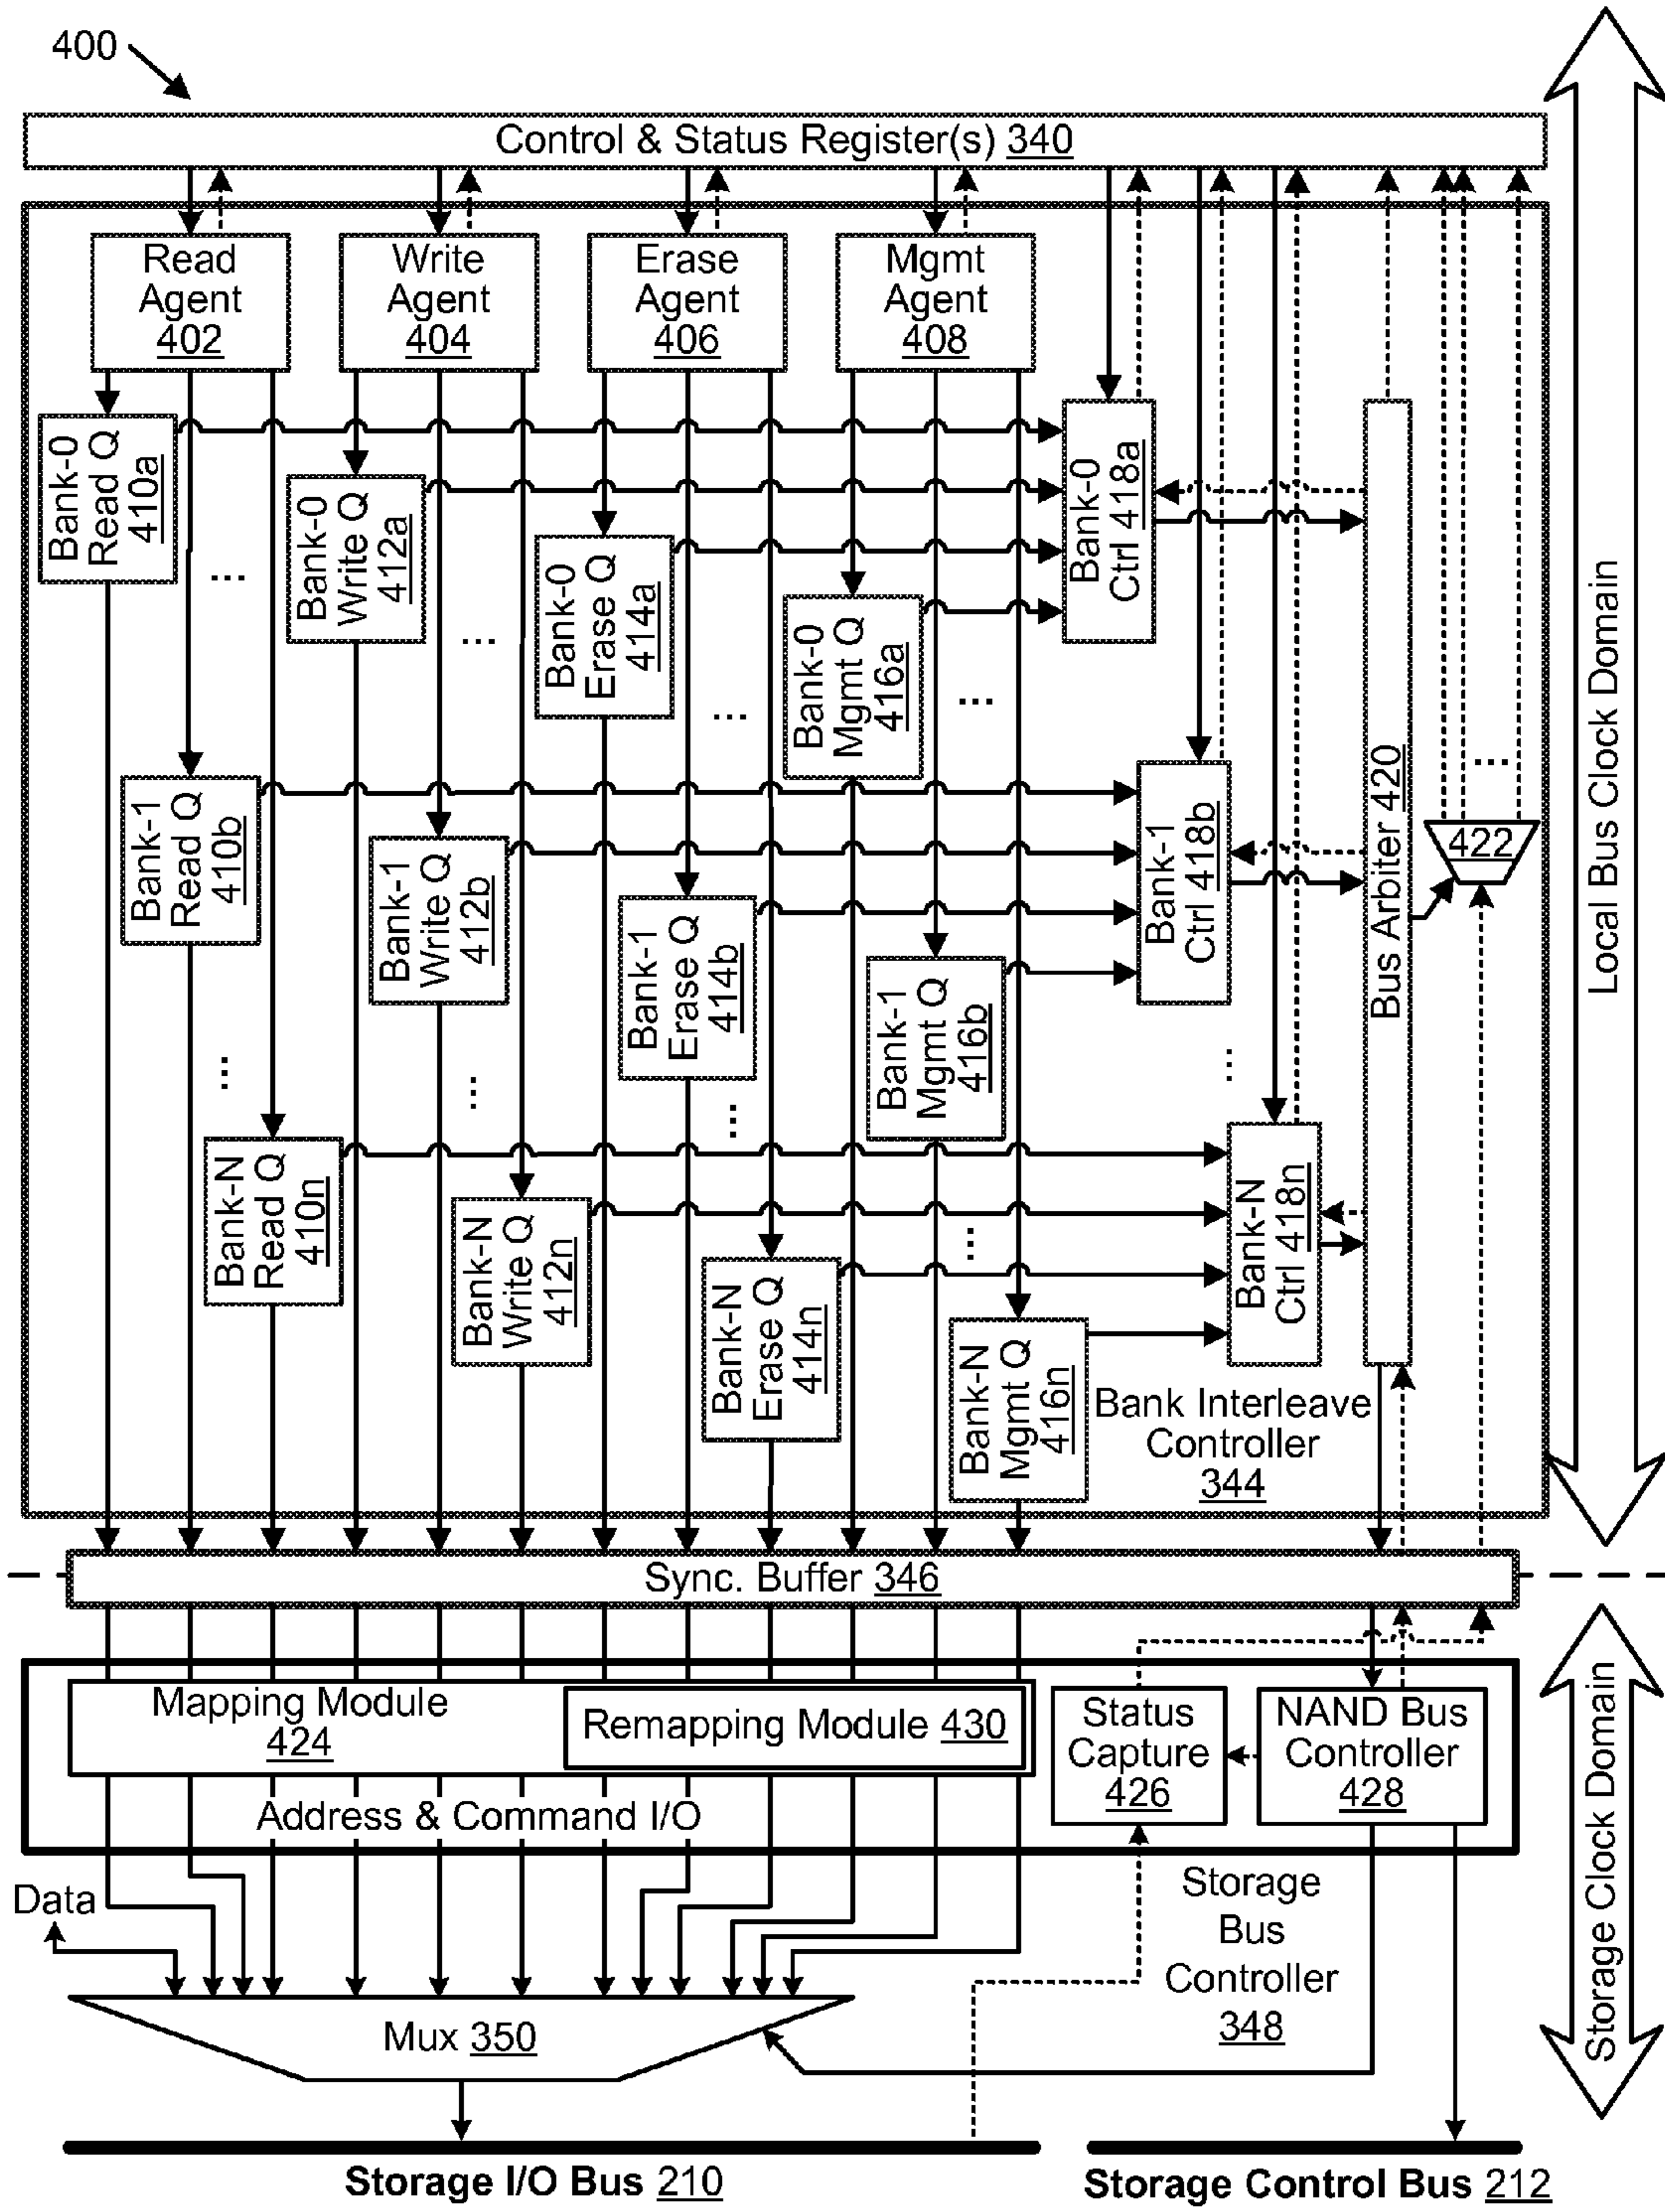 400
Control & Status Register(s) 340
Read
Agent
402
Write
Agent
404
Erase
Agent
406
Mgmt
Agent
408
Bank-0
Read Q
410a
Bank-0
Write Q
412a
Bank-0
Erase Q
414a
Bank-0
Mgmt Q
416a
Bank-0
Ctrl 418a
...
...
...
...
Bank-1
Read Q
410b
Bank-1
Write Q
412b
Bank-1
Erase Q
414b
Bank-1
Mgmt Q
416b
Bank-1
Ctrl 418b
Bus Arbiter 420
...
422
Local Bus Clock Domain
...
...
...
...
...
Bank-N
Read Q
410n
Bank-N
Write Q
412n
Bank-N
Erase Q
414n
Bank-N
Mgmt Q
416n
Bank-N
Ctrl 418n
Bank Interleave
Controller
344
Sync. Buffer 346
Mapping Module
424
Remapping Module 430
Status
Capture
426
NAND Bus
Controller
428
Address & Command I/O
Storage Clock Domain
Data
Storage
Bus
Controller
348
Mux 350
Storage I/O Bus 210
Storage Control Bus 212